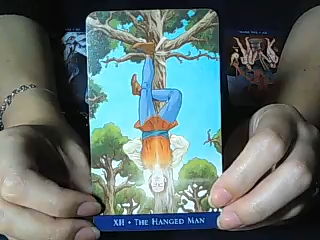 XII • THE HANGED MAN